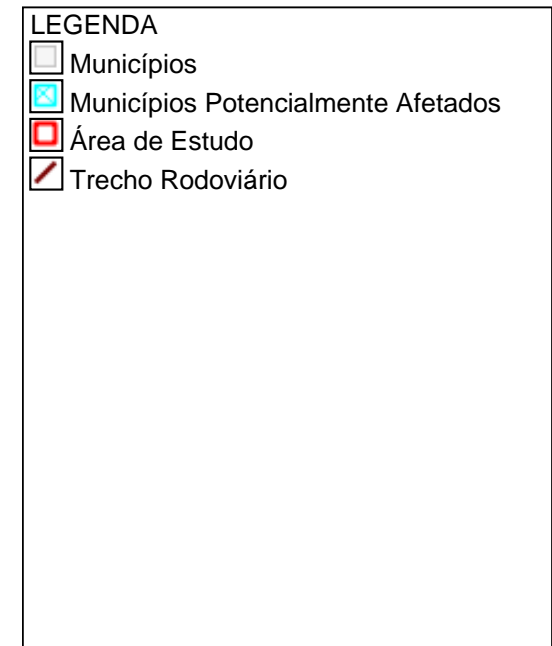 LEGENDA
Municípios
Municípios Potencialmente Afetados
Área de Estudo
Trecho Rodoviário